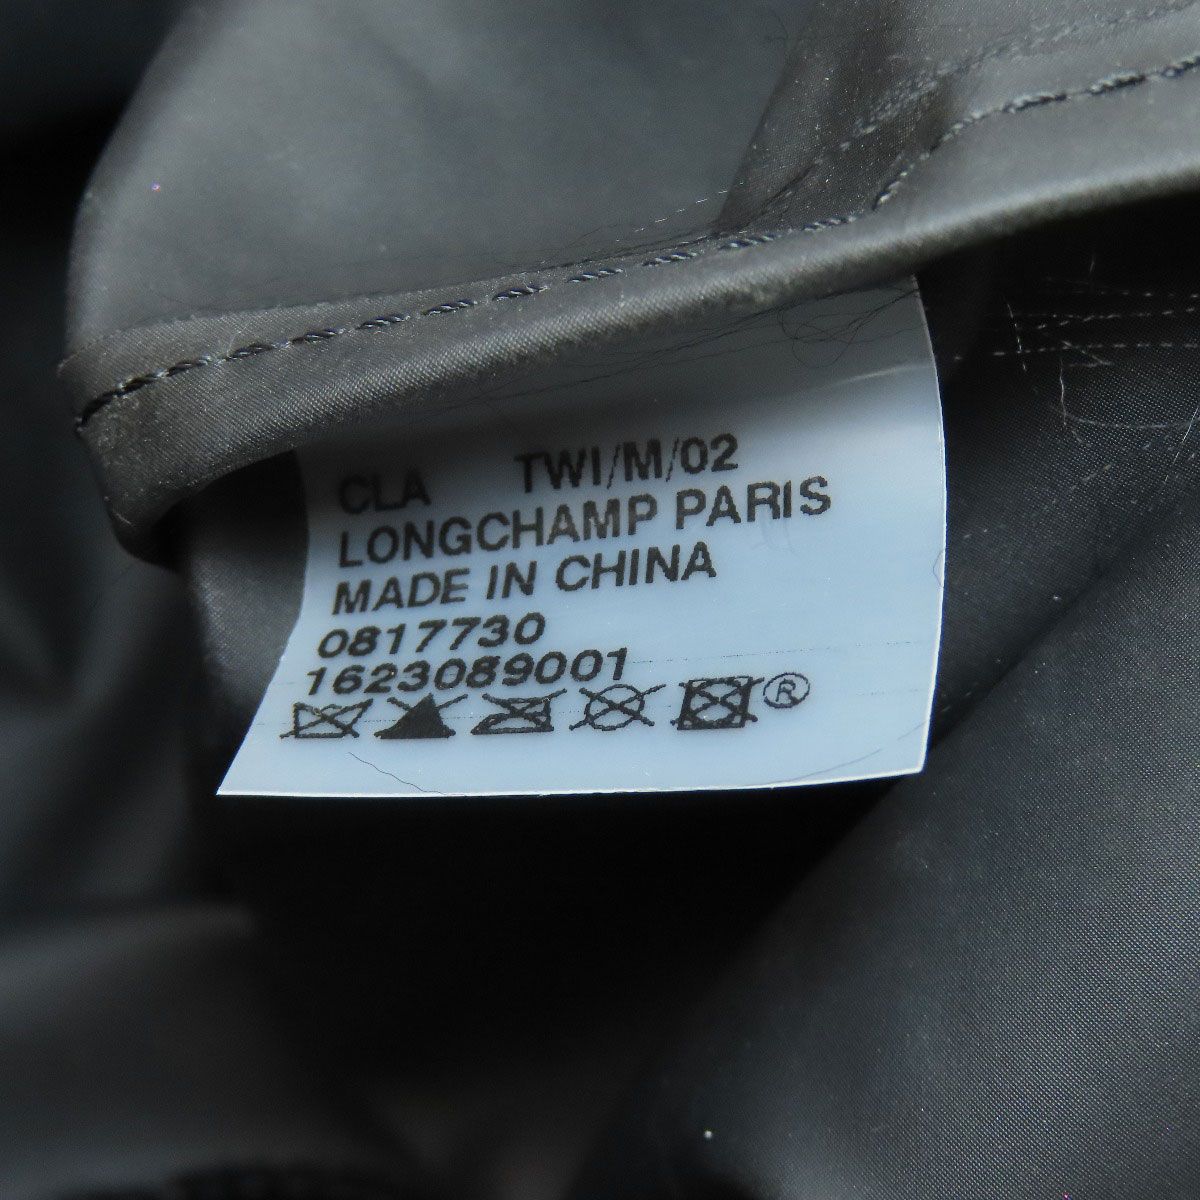 CLA TWI/M/02
LONGCHAMP PARIS
MADE IN CHINA
0817730
1623089001
®